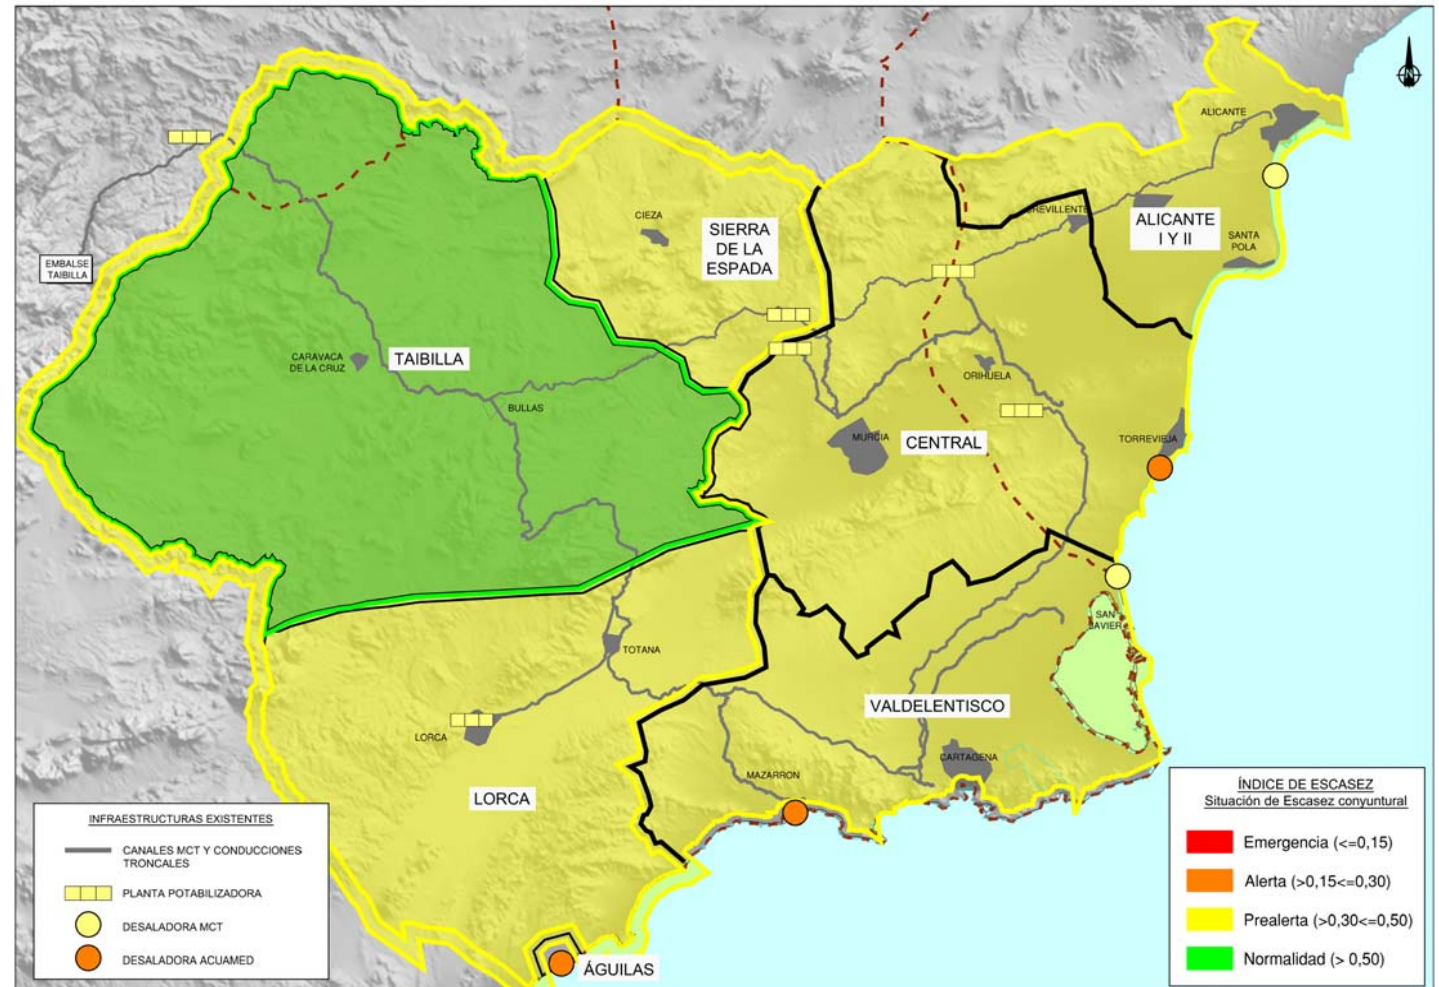 ALICANTE
CIEZA
SIERRA
DE LA
ESPADA
CREVILLENTE
ALICANTE
I Y II
SANTA
POLA
EMBALSE
TAIBILLA
CARAVACA
DE LA CRUZ
TAIBILLA
BULLAS
ORIHUELA
MURCIA
CENTRAL
TORREVIEJA
SAN
JAVIER
TOTANA
VALDELENTISCO
LORCA
CARTAGENA
MAZARRON
LORCA
ÁGUILAS
N
INFRAESTRUCTURAS EXISTENTES
CANALES MCT Y CONDUCCIONES
TRONCALES
PLANTA POTABILIZADORA
DESALADORA MCT
DESALADORA ACUAMED
ÍNDICE DE ESCASEZ
Situación de Escasez conyuntural
Emergencia (<=0,15)
Alerta (>0,15<=0,30)
Prealerta (>0,30<=0,50)
Normalidad (> 0,50)